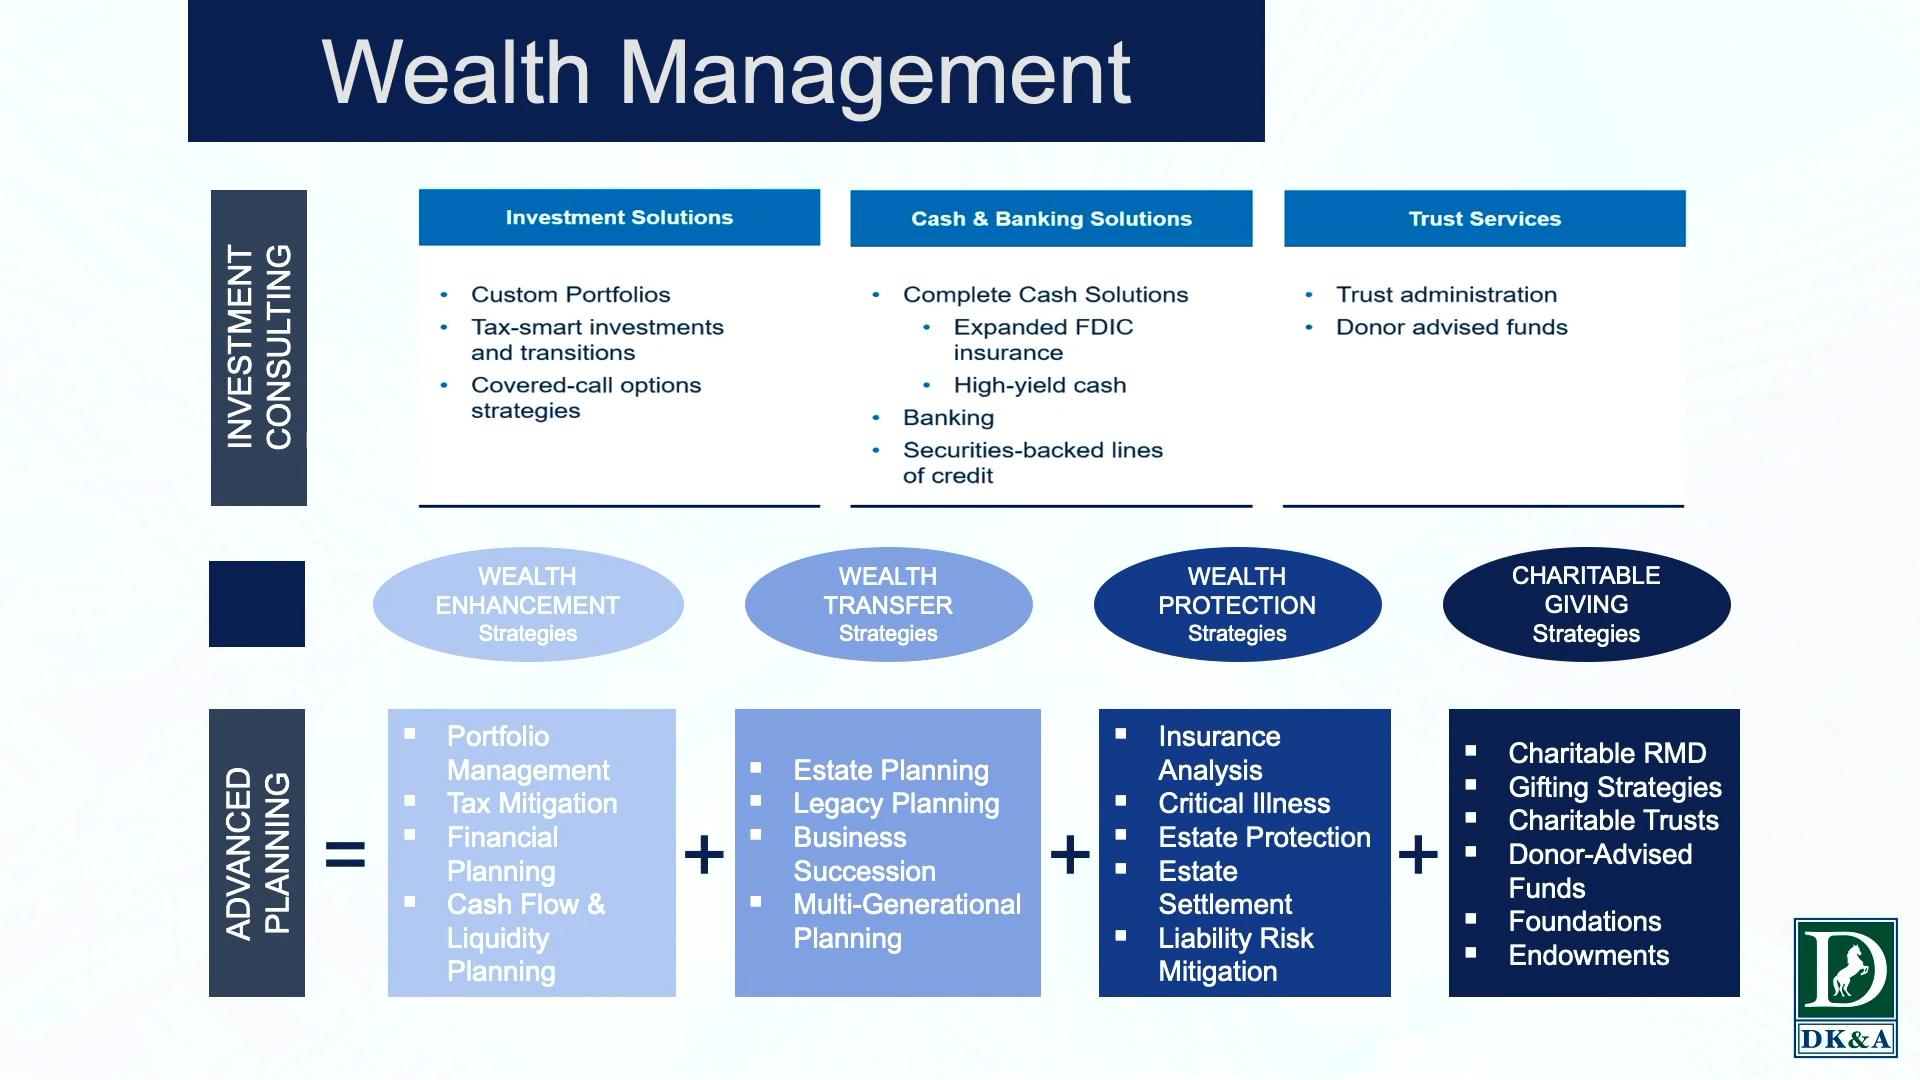 Wealth Management
INVESTMENT
CONSULTING
Investment Solutions
• Custom Portfolios
• Tax-smart investments
and transitions
• Covered-call options
strategies
Cash & Banking Solutions
• Complete Cash Solutions
• Expanded FDIC
insurance
• High-yield cash
• Banking
• Securities-backed lines
of credit
Trust Services
• Trust administration
• Donor advised funds
WEALTH
ENHANCEMENT
Strategies
WEALTH
TRANSFER
Strategies
WEALTH
PROTECTION
Strategies
CHARITABLE
GIVING
Strategies
ADVANCED
PLANNING
=
▪ Portfolio
Management
▪ Tax Mitigation
▪ Financial
Planning
▪ Cash Flow &
Liquidity
Planning
+
▪ Estate Planning
▪ Legacy Planning
▪ Business
Succession
▪ Multi-Generational
Planning
+
▪ Insurance
Analysis
▪ Critical Illness
▪ Estate Protection
▪ Estate
Settlement
▪ Liability Risk
Mitigation
+
▪ Charitable RMD
▪ Gifting Strategies
▪ Charitable Trusts
▪ Donor-Advised
Funds
▪ Foundations
▪ Endowments
D
DK&A